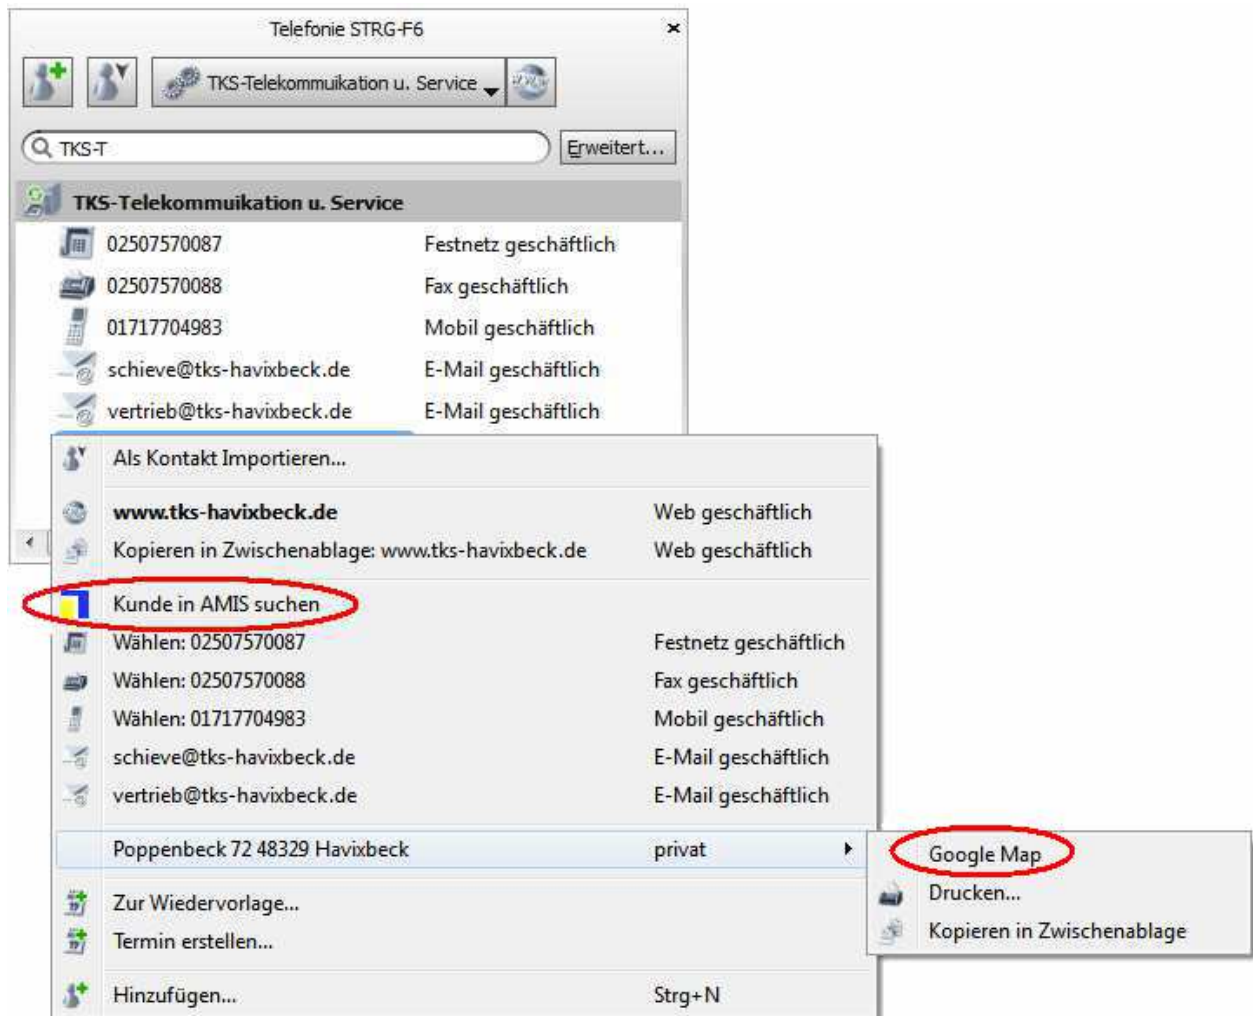 Telefonie STRG-F6
TKS-Telekommuikation u. Service
TKS-T
Erweitert...
TKS-Telekommuikation u. Service
02507570087 Festnetz geschäftlich
02507570088 Fax geschäftlich
01717704983 Mobil geschäftlich
schieve@tks-havixbeck.de E-Mail geschäftlich
vertrieb@tks-havixbeck.de E-Mail geschäftlich
Als Kontakt Importieren...
www.tks-havixbeck.de Web geschäftlich
Kopieren in Zwischenablage: www.tks-havixbeck.de Web geschäftlich
Kunde in AMIS suchen
Wählen: 02507570087 Festnetz geschäftlich
Wählen: 02507570088 Fax geschäftlich
Wählen: 01717704983 Mobil geschäftlich
schieve@tks-havixbeck.de E-Mail geschäftlich
vertrieb@tks-havixbeck.de E-Mail geschäftlich
Poppenbeck 72 48329 Havixbeck privat
Google Map
Drucken...
Kopieren in Zwischenablage
Zur Wiedervorlage...
Termin erstellen...
Hinzufügen... Strg+N